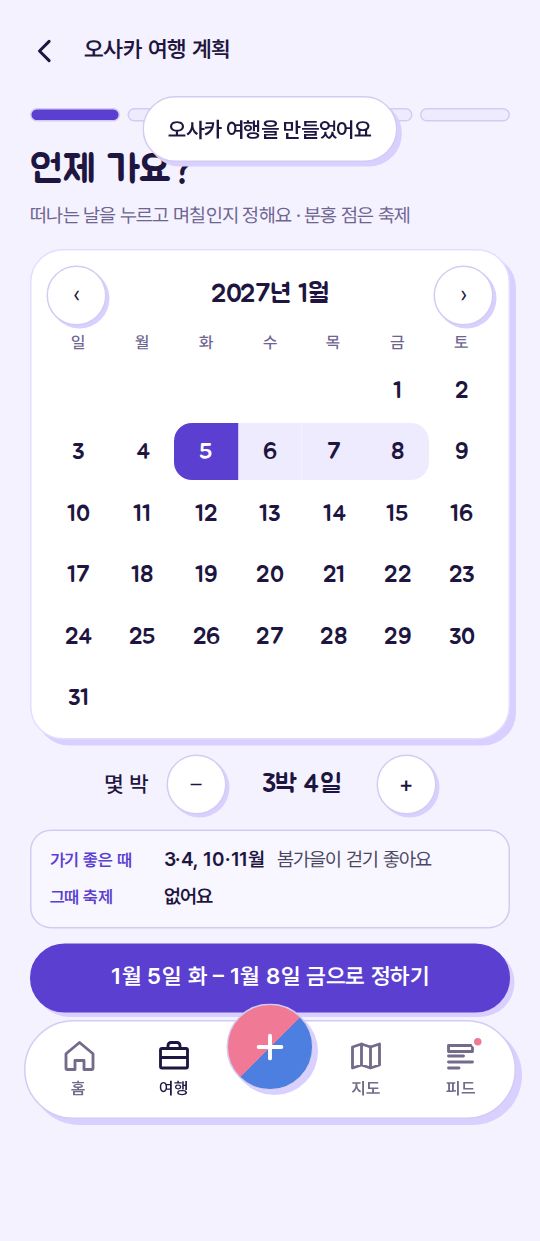 오사카 여행 계획
오사카 여행을 만들었어요
언제 가요?
떠나는 날을 누르고 며칠인지 정해요 · 분홍 점은 축제
‹ 2027년 1월 ›
일 월 화 수 목 금 토
1 2
3 4 5 6 7 8 9
10 11 12 13 14 15 16
17 18 19 20 21 22 23
24 25 26 27 28 29 30
31
몇 박 − 3박 4일 +
가기 좋은 때 3·4, 10·11월 봄가을이 걷기 좋아요
그때 축제 없어요
1월 5일 화 – 1월 8일 금으로 정하기
홈 여행 지도 피드